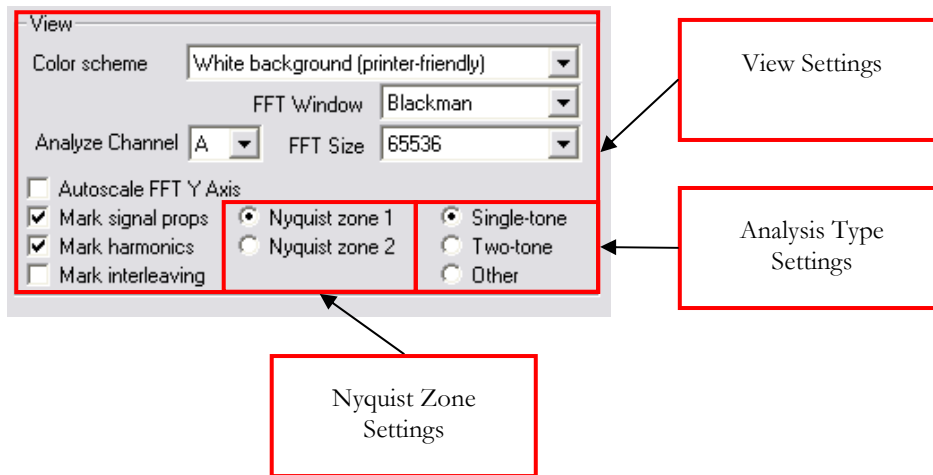 View
Color scheme White background (printer-friendly)
View Settings
FFT Window Blackman
Analyze Channel A FFT Size 65536
Autoscale FFT Y Axis
Mark signal props Nyquist zone 1 Single-tone
Mark harmonics Nyquist zone 2 Two-tone
Mark interleaving Other
Analysis Type
Settings
Nyquist Zone
Settings